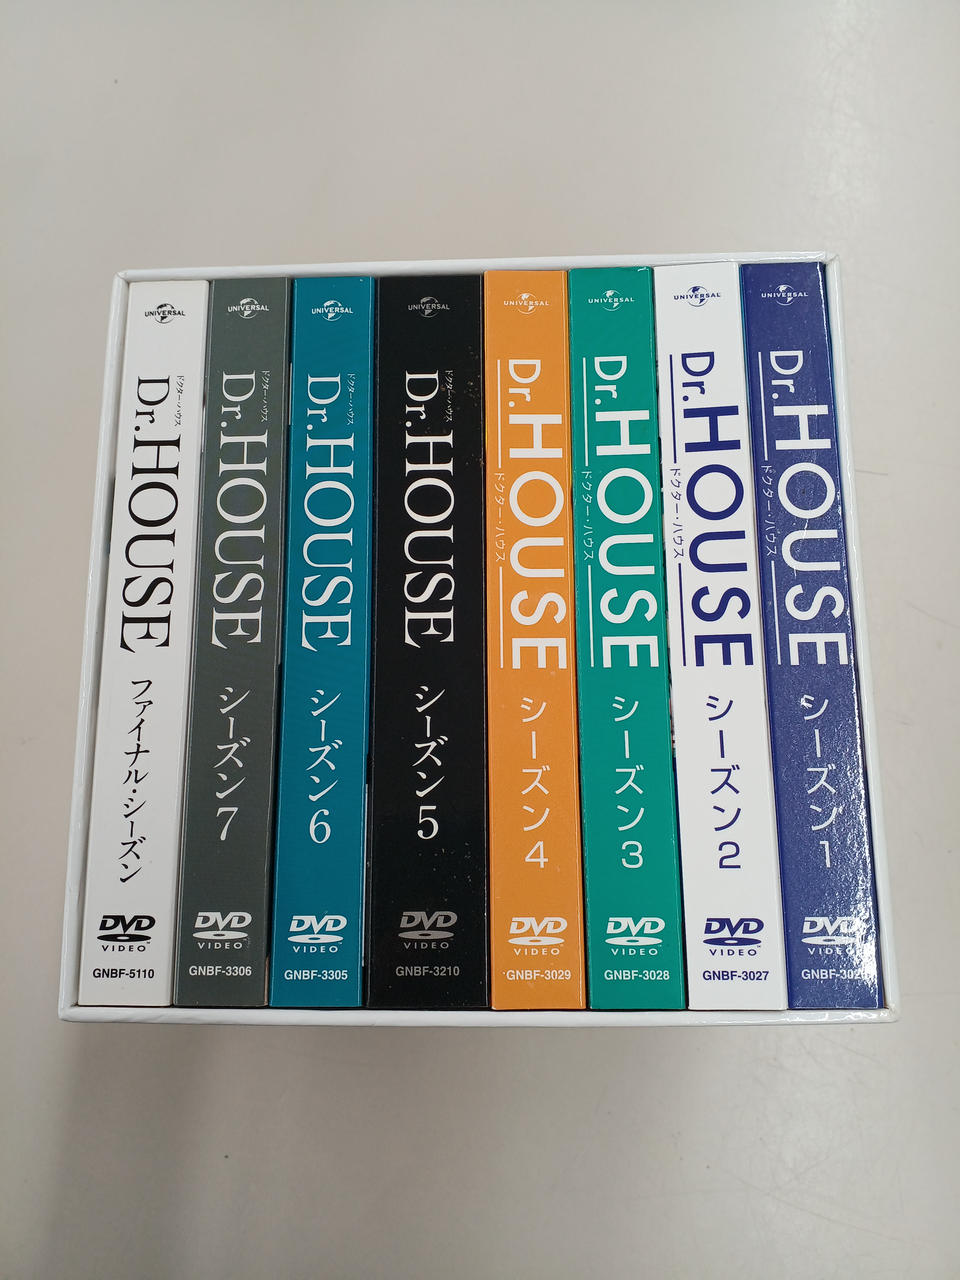 UNIVERSAL
Dr.HOUSE
ファイナル・シーズン
DVD
VIDEO
GNBF-5110
UNIVERSAL
ドクター・ハウス
Dr.HOUSE
シーズン7
DVD
VIDEO
GNBF-3306
UNIVERSAL
ドクター・ハウス
Dr.HOUSE
シーズン6
DVD
VIDEO
GNBF-3305
UNIVERSAL
ドクター・ハウス
Dr.HOUSE
シーズン5
DVD
VIDEO
GNBF-3210
UNIVERSAL
Dr.HOUSE
ドクター・ハウス
シーズン4
DVD
VIDEO
GNBF-3029
UNIVERSAL
Dr.HOUSE
ドクター・ハウス
シーズン3
DVD
VIDEO
GNBF-3028
UNIVERSAL
Dr.HOUSE
ドクター・ハウス
シーズン2
DVD
VIDEO
GNBF-3027
UNIVERSAL
Dr.HOUSE
ドクター・ハウス
シーズン1
DVD
VIDEO